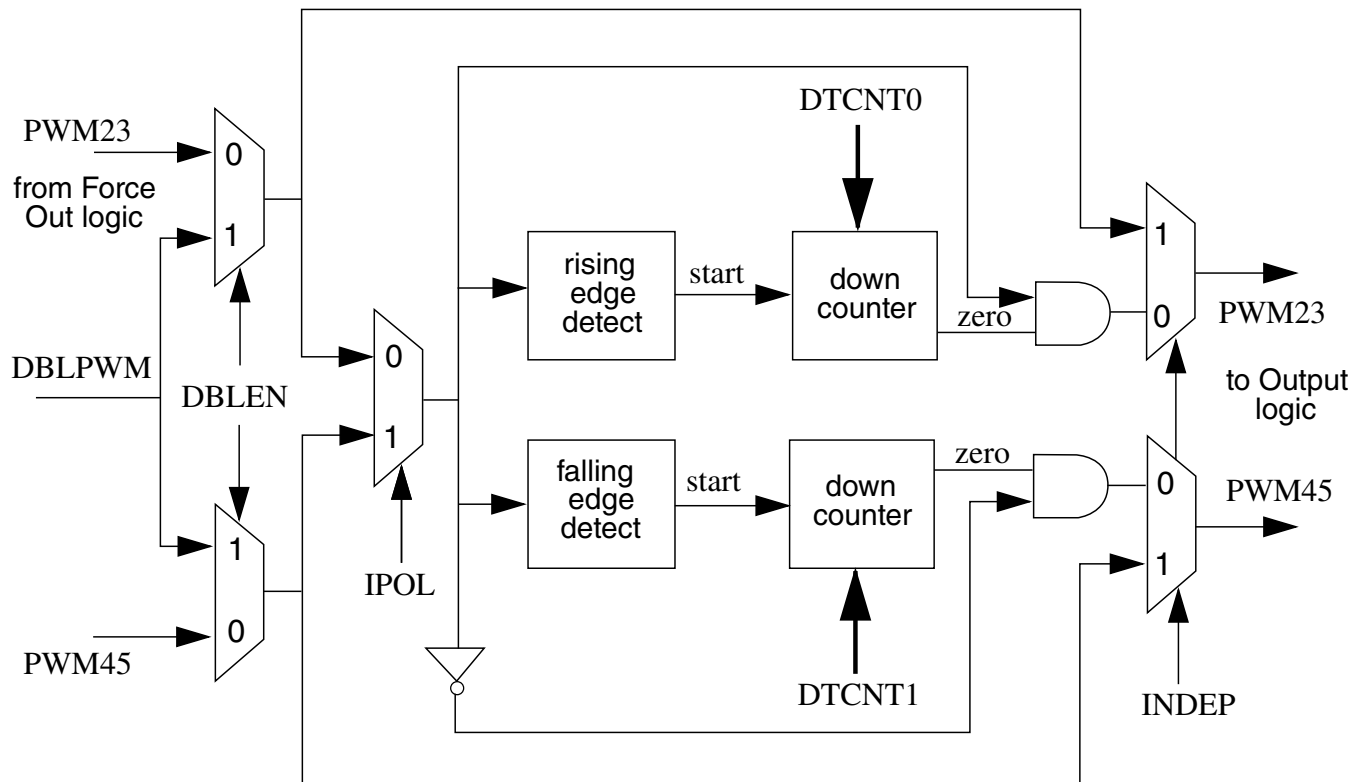 DTCNT0
PWM23
0
from Force
Out logic
1
rising
edge
detect
start
down
counter
zero
1
0
PWM23
DBLPWM
DBLEN
0
1
to Output
logic
falling
edge
detect
start
down
counter
zero
0
1
PWM45
1
0
PWM45
IPOL
DTCNT1
INDEP